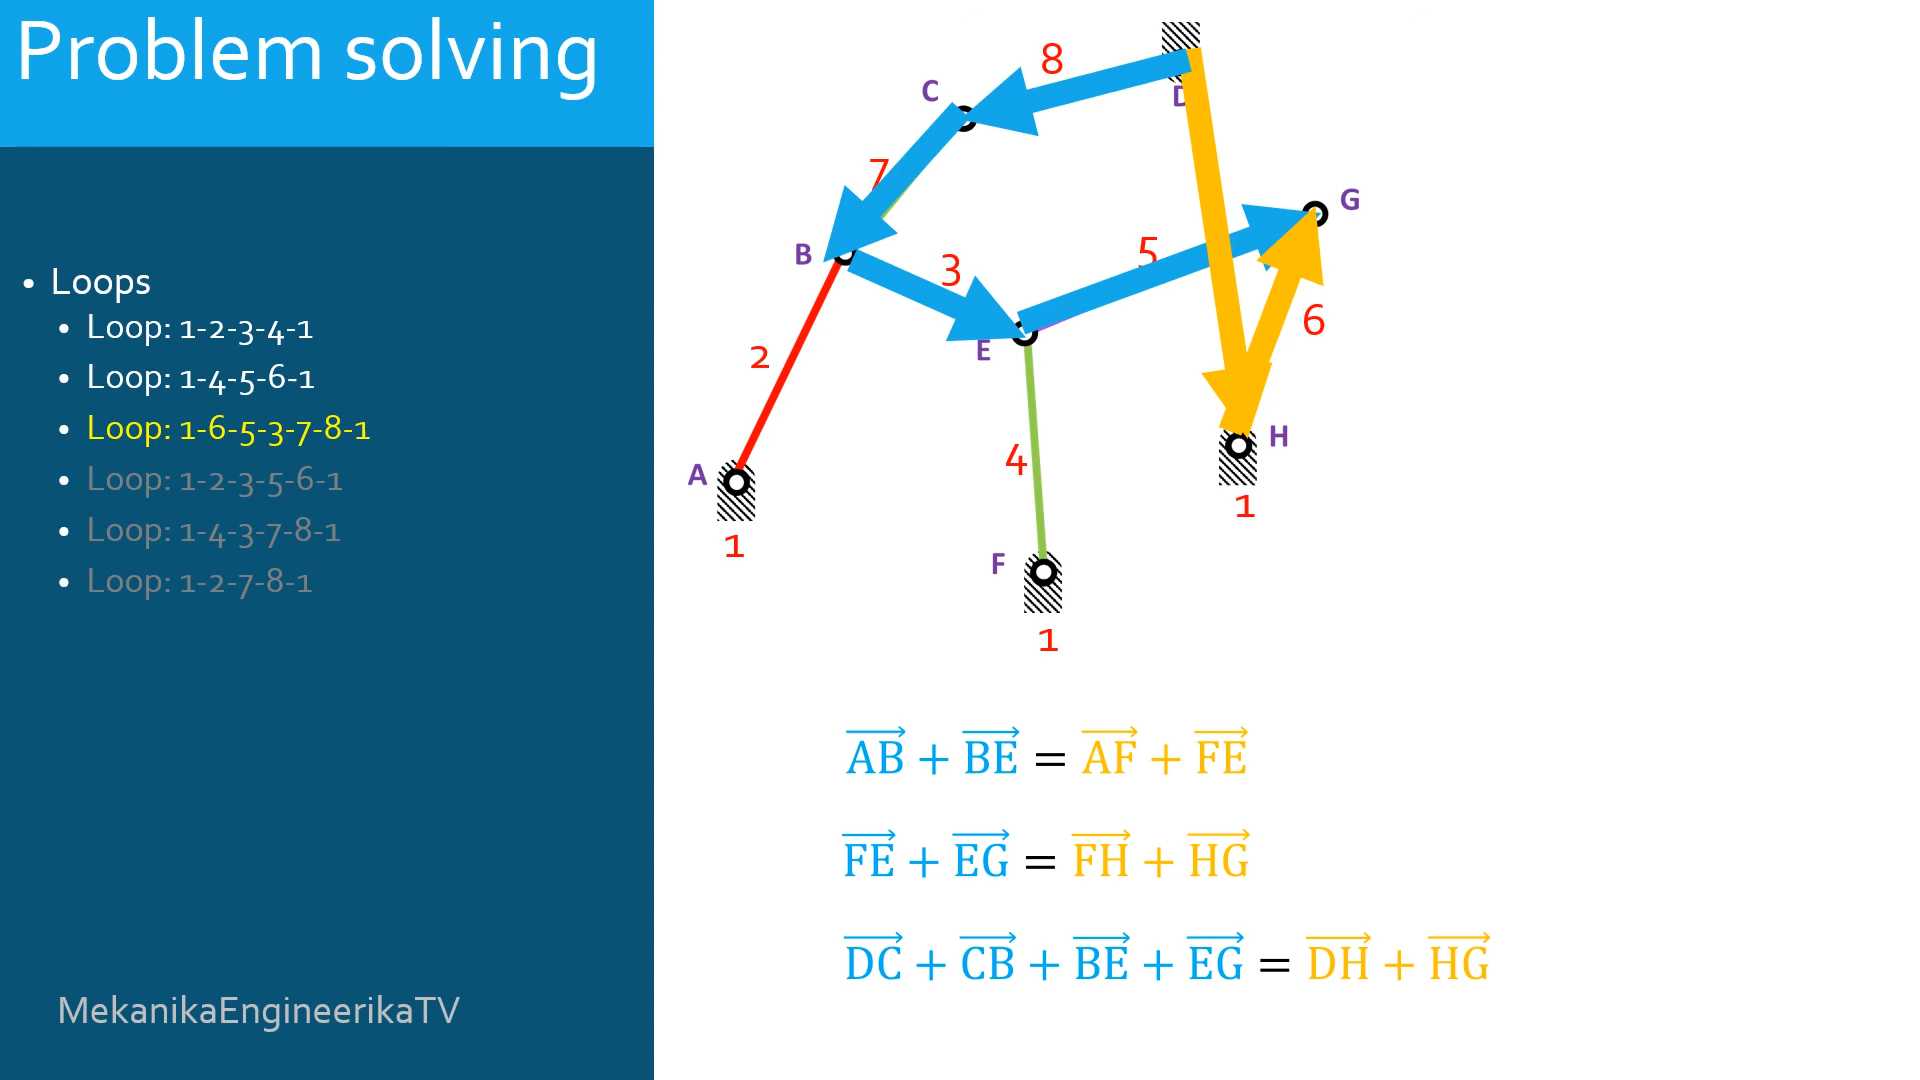 Problem solving
• Loops
• Loop: 1-2-3-4-1
• Loop: 1-4-5-6-1
• Loop: 1-6-5-3-7-8-1
• Loop: 1-2-3-5-6-1
• Loop: 1-4-3-7-8-1
• Loop: 1-2-7-8-1
MekanikaEngineerikaTV
8
C
D
7
G
B
3
5
6
E
2
H
4
A
1
1
F
1
AB + BE = AF + FE
FE + EG = FH + HG
DC + CB + BE + EG = DH + HG